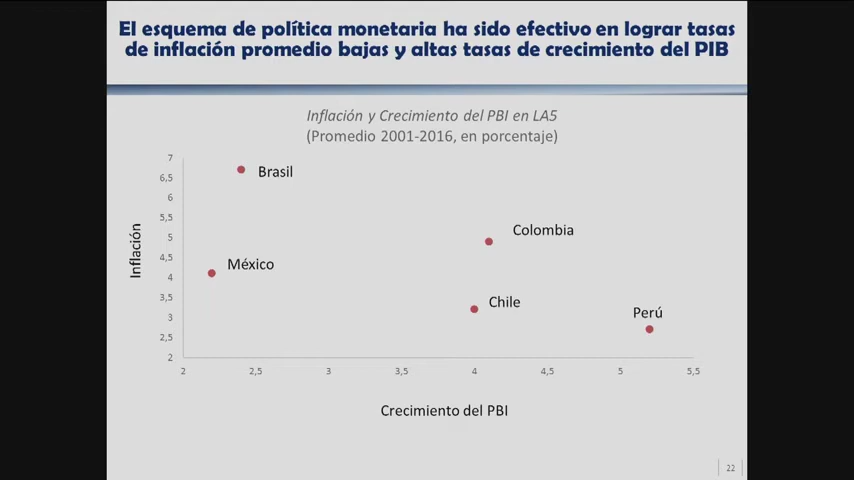 El esquema de política monetaria ha sido efectivo en lograr tasas
de inflación promedio bajas y altas tasas de crecimiento del PIB
Inflación y Crecimiento del PBI en LA5
(Promedio 2001-2016, en porcentaje)
7
6,5
6
5,5
5
4,5
4
3,5
3
2,5
2
Inflación
Brasil
Colombia
México
Chile
Perú
2
2,5
3
3,5
4
4,5
5
5,5
Crecimiento del PBI
22